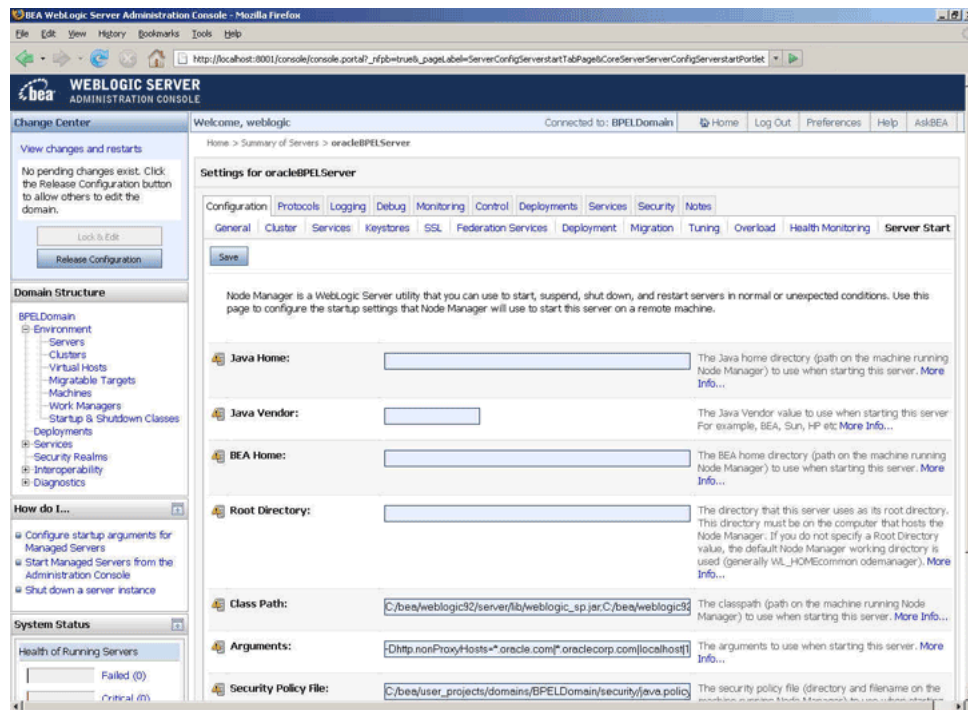 BEA WebLogic Server Administration Console - Mozilla Firefox
File Edit View History Bookmarks Tools Help
http://localhost:8001/console/console.portal?_nfpb=true&_pageLabel=ServerConfigServerstartTabPage&CoreServerServerConfigServerstartPortlet
bea WEBLOGIC SERVER
ADMINISTRATION CONSOLE
Change Center
View changes and restarts
No pending changes exist. Click
the Release Configuration button
to allow others to edit the
domain.
Lock & Edit
Release Configuration
Domain Structure
BPELDomain
Environment
Servers
Clusters
Virtual Hosts
Migratable Targets
Machines
Work Managers
Startup & Shutdown Classes
Deployments
Services
Security Realms
Interoperability
Diagnostics
How do I...
Configure startup arguments for
Managed Servers
Start Managed Servers from the
Administration Console
Shut down a server instance
System Status
Health of Running Servers
Failed (0)
Critical (0)
Welcome, weblogic Connected to: BPELDomain Home Log Out Preferences Help AskBEA
Home > Summary of Servers > oracleBPELServer
Settings for oracleBPELServer
Configuration Protocols Logging Debug Monitoring Control Deployments Services Security Notes
General Cluster Services Keystores SSL Federation Services Deployment Migration Tuning Overload Health Monitoring Server Start
Save
Node Manager is a WebLogic Server utility that you can use to start, suspend, shut down, and restart servers in normal or unexpected conditions. Use this
page to configure the startup settings that Node Manager will use to start this server on a remote machine.
Java Home:
The Java home directory (path on the machine running
Node Manager) to use when starting this server. More
Info...
Java Vendor:
The Java Vendor value to use when starting this server
For example, BEA, Sun, HP etc More Info...
BEA Home:
The BEA home directory (path on the machine running
Node Manager) to use when starting this server. More
Info...
Root Directory:
The directory that this server uses as its root directory.
This directory must be on the computer that hosts the
Node Manager. If you do not specify a Root Directory
value, the default Node Manager working directory is
used (generally WL_HOMEcommon odemanager). More
Info...
Class Path: C:/bea/weblogic92/server/lib/weblogic_sp.jar;C:/bea/weblogic92
The classpath (path on the machine running Node
Manager) to use when starting this server. More Info...
Arguments: -Dhttp.nonProxyHosts=*.oracle.com|*.oraclecorp.com|localhost|1
The arguments to use when starting this server. More
Info...
Security Policy File: C:/bea/user_projects/domains/BPELDomain/security/java.policy
The security policy file (directory and filename on the
machine running Node Manager) to use when starting